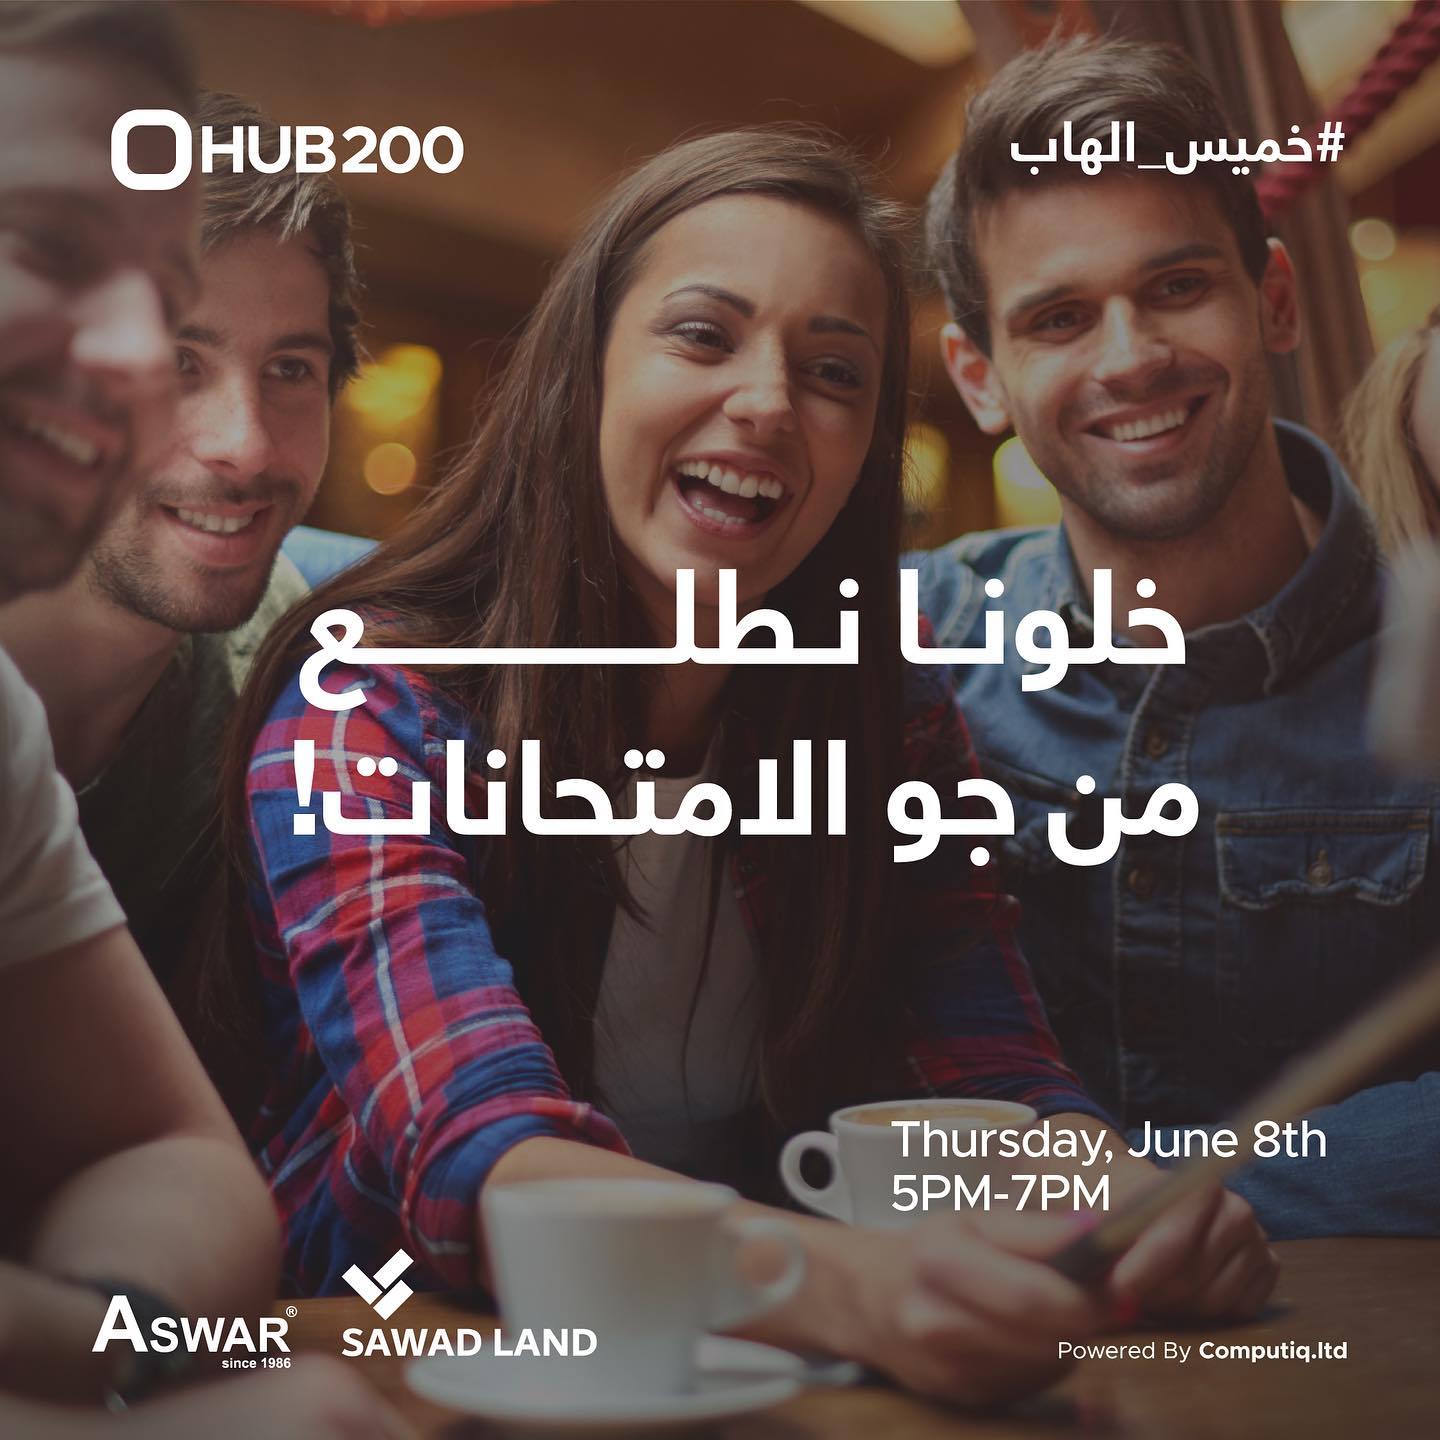 HUB200
#خميس_الهاب
خلونا نطلــــــــع
من جو الامتحانات!
Thursday, June 8th
5PM-7PM
ASWAR®
since 1986
SAWAD LAND
Powered By Computiq.ltd